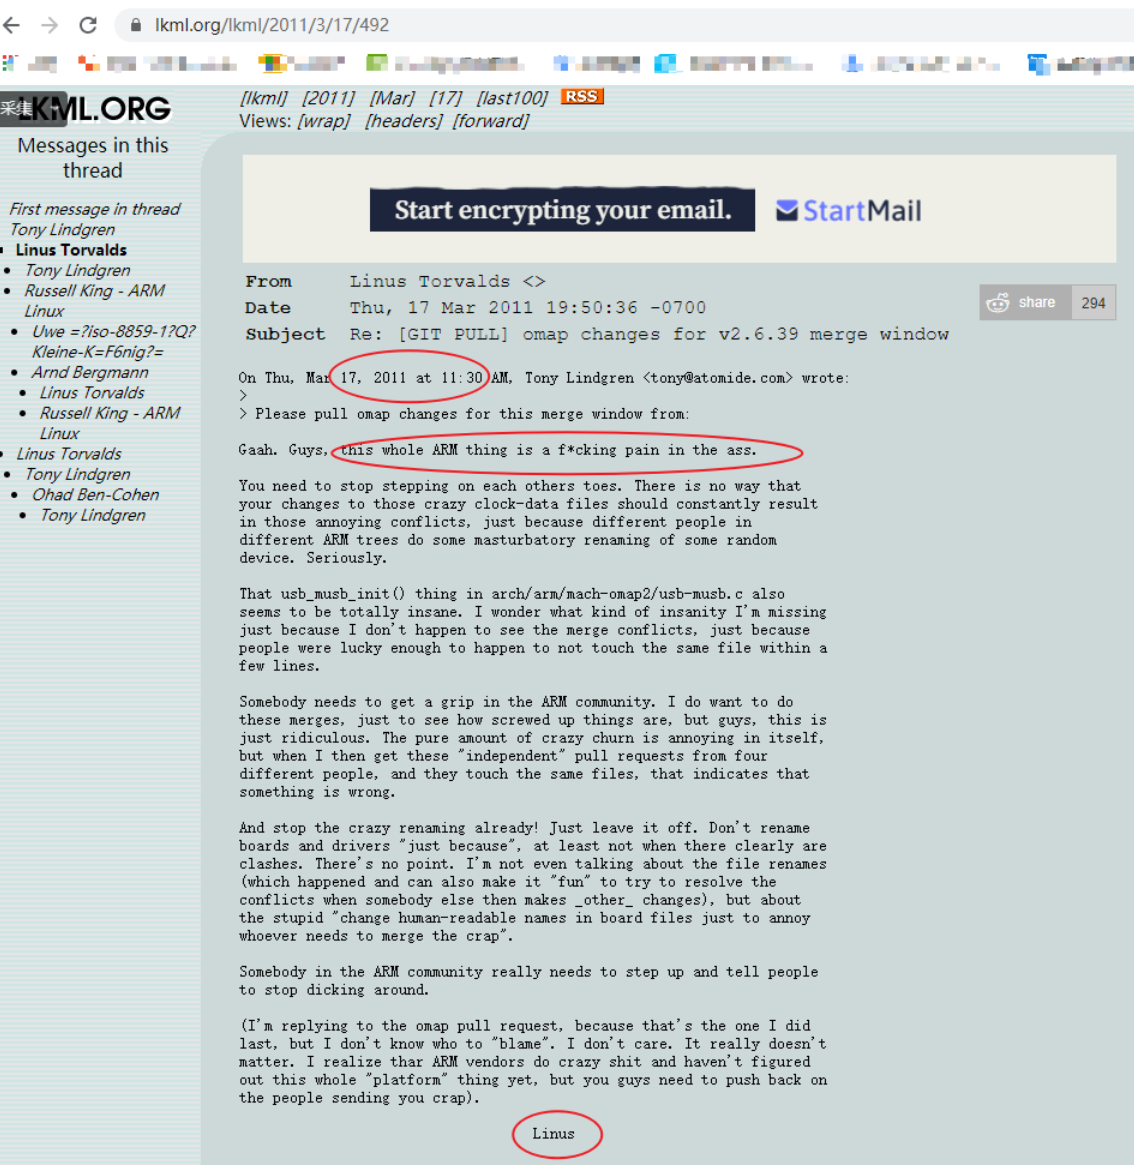 lkml.org/lkml/2011/3/17/492
采集
LKML.ORG
[lkml] [2011] [Mar] [17] [last100] RSS
Views: [wrap] [headers] [forward]
Messages in this
thread
First message in thread
Tony Lindgren
Linus Torvalds
Tony Lindgren
Russell King - ARM
Linux
Uwe =?iso-8859-1?Q?
Kleine-K=F6nig?=
Arnd Bergmann
Linus Torvalds
Russell King - ARM
Linux
Linus Torvalds
Tony Lindgren
Ohad Ben-Cohen
Tony Lindgren
Start encrypting your email. StartMail
From Linus Torvalds <>
Date Thu, 17 Mar 2011 19:50:36 -0700
Subject Re: [GIT PULL] omap changes for v2.6.39 merge window
share 294
On Thu, Mar 17, 2011 at 11:30 AM, Tony Lindgren <tony@atomide.com> wrote:
>
> Please pull omap changes for this merge window from:
Gaah. Guys, this whole ARM thing is a f*cking pain in the ass.
You need to stop stepping on each others toes. There is no way that
your changes to those crazy clock-data files should constantly result
in those annoying conflicts, just because different people in
different ARM trees do some masturbatory renaming of some random
device. Seriously.
That usb_musb_init() thing in arch/arm/mach-omap2/usb-musb.c also
seems to be totally insane. I wonder what kind of insanity I'm missing
just because I don't happen to see the merge conflicts, just because
people were lucky enough to happen to not touch the same file within a
few lines.
Somebody needs to get a grip in the ARM community. I do want to do
these merges, just to see how screwed up things are, but guys, this is
just ridiculous. The pure amount of crazy churn is annoying in itself,
but when I then get these "independent" pull requests from four
different people, and they touch the same files, that indicates that
something is wrong.
And stop the crazy renaming already! Just leave it off. Don't rename
boards and drivers "just because", at least not when there clearly are
clashes. There's no point. I'm not even talking about the file renames
(which happened and can also make it "fun" to try to resolve the
conflicts when somebody else then makes _other_ changes), but about
the stupid "change human-readable names in board files just to annoy
whoever needs to merge the crap".
Somebody in the ARM community really needs to step up and tell people
to stop dicking around.
(I'm replying to the omap pull request, because that's the one I did
last, but I don't know who to "blame". I don't care. It really doesn't
matter. I realize thar ARM vendors do crazy shit and haven't figured
out this whole "platform" thing yet, but you guys need to push back on
the people sending you crap).
Linus